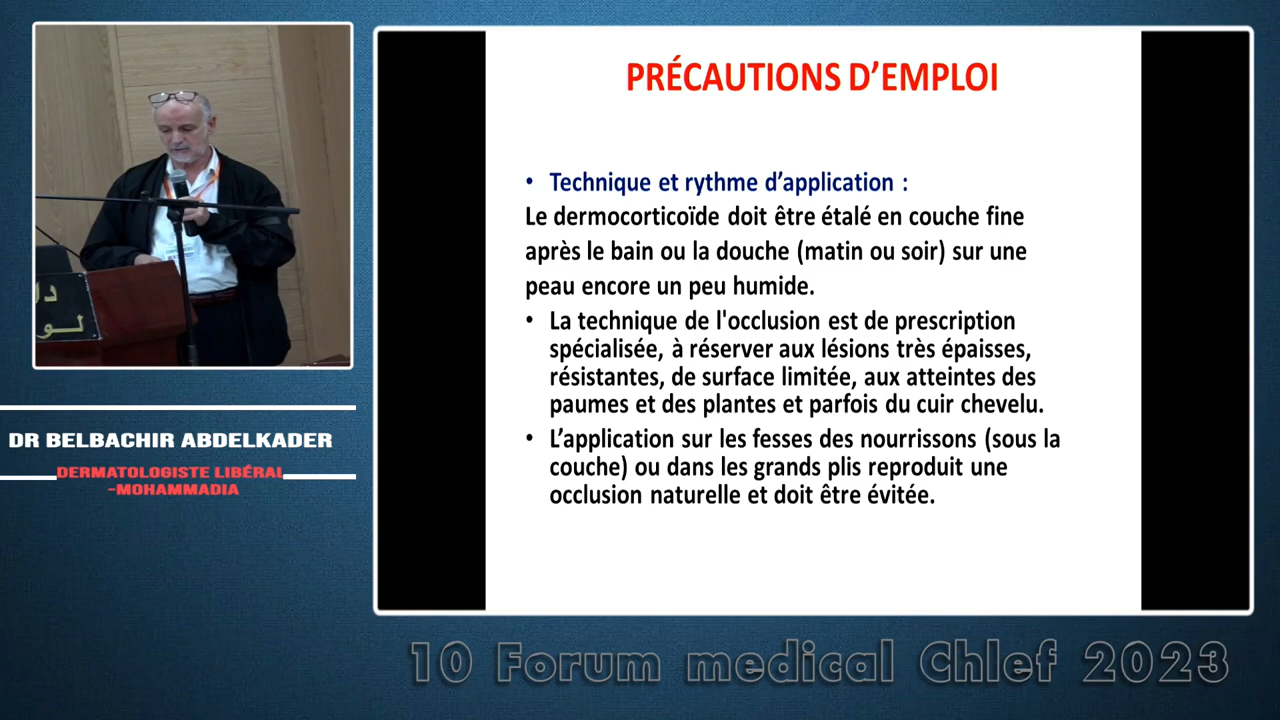 PRÉCAUTIONS D’EMPLOI
• Technique et rythme d’application :
Le dermocorticoïde doit être étalé en couche fine
après le bain ou la douche (matin ou soir) sur une
peau encore un peu humide.
• La technique de l'occlusion est de prescription
spécialisée, à réserver aux lésions très épaisses,
résistantes, de surface limitée, aux atteintes des
paumes et des plantes et parfois du cuir chevelu.
• L’application sur les fesses des nourrissons (sous la
couche) ou dans les grands plis reproduit une
occlusion naturelle et doit être évitée.
DR BELBACHIR ABDELKADER
DERMATOLOGISTE LIBÉRAL
-MOHAMMADIA
10 Forum medical Chlef 2023